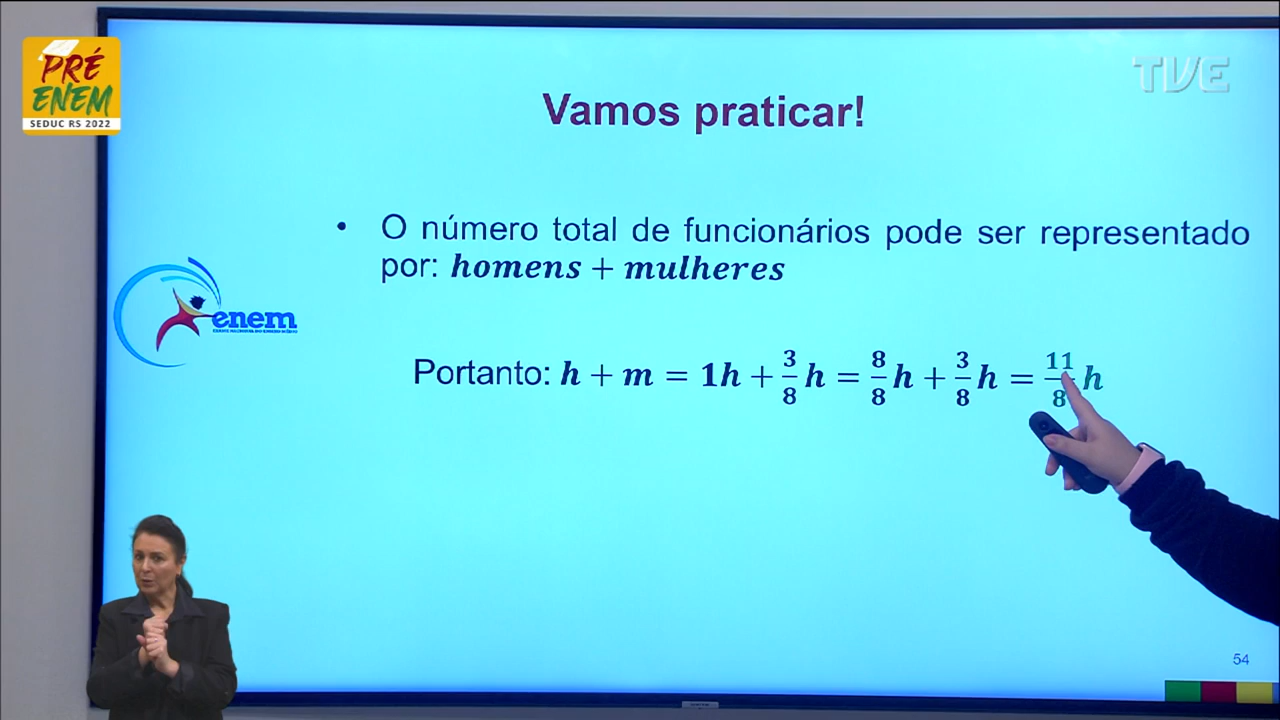 PRÉ
ENEM
SEDUC RS 2022
TVE
Vamos praticar!
• O número total de funcionários pode ser representado
por: homens + mulheres
enem
Portanto: h + m = 1h + 3/8 h = 8/8 h + 3/8 h = 11/8 h
54